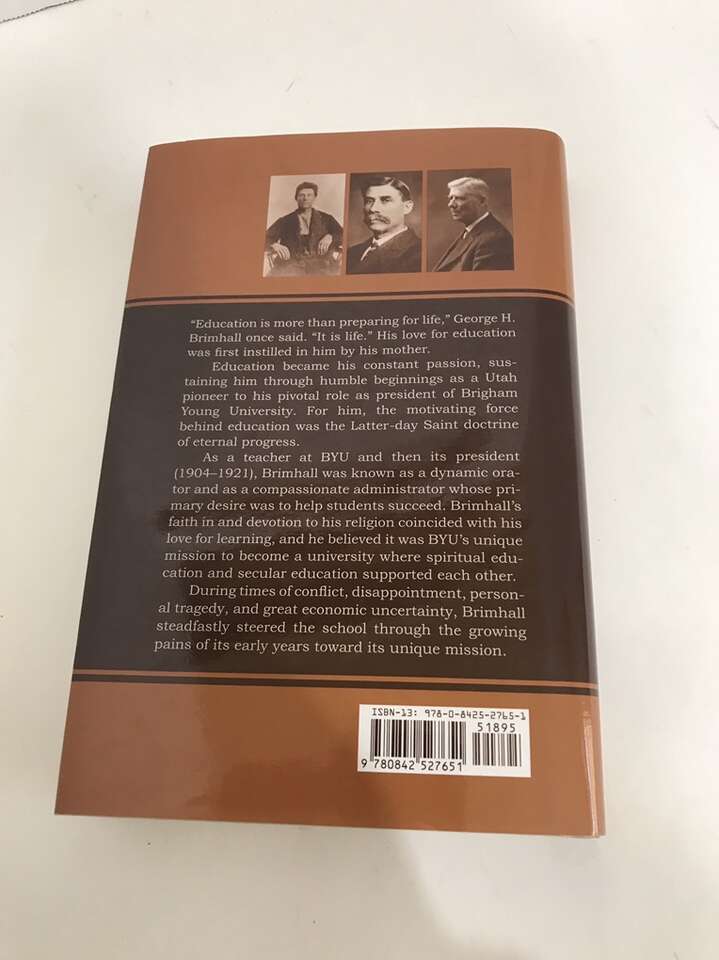 “Education is more than preparing for life,” George H.
Brimhall once said. “It is life.” His love for education
was first instilled in him by his mother.
Education became his constant passion, sus-
taining him through humble beginnings as a Utah
pioneer to his pivotal role as president of Brigham
Young University. For him, the motivating force
behind education was the Latter-day Saint doctrine
of eternal progress.
As a teacher at BYU and then its president
(1904–1921), Brimhall was known as a dynamic ora-
tor and as a compassionate administrator whose pri-
mary desire was to help students succeed. Brimhall’s
faith in and devotion to his religion coincided with his
love for learning, and he believed it was BYU’s unique
mission to become a university where spiritual edu-
cation and secular education supported each other.
During times of conflict, disappointment, person-
al tragedy, and great economic uncertainty, Brimhall
steadfastly steered the school through the growing
pains of its early years toward its unique mission.
ISBN-13: 978-0-8425-2765-1
51895
9 780842 527651